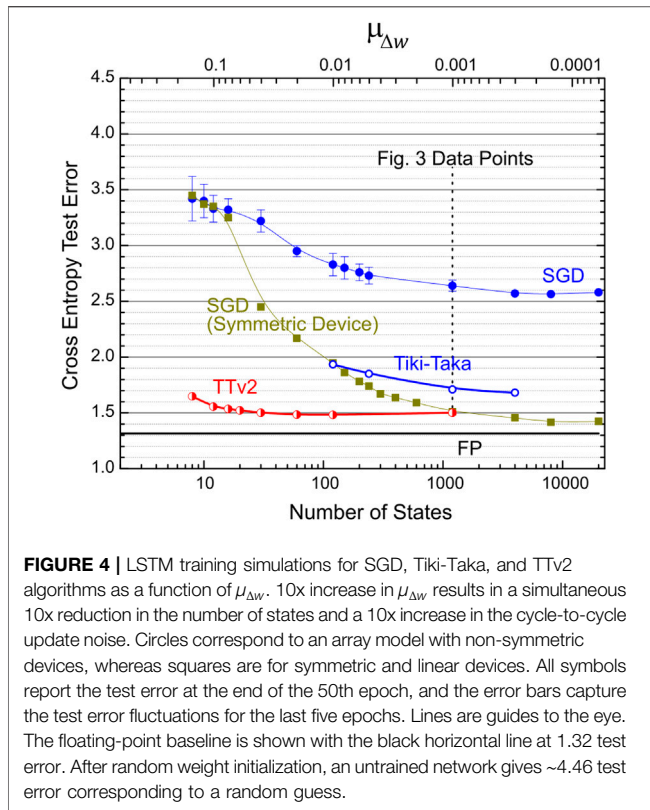 μΔw
0.1 0.01 0.001 0.0001
4.5
4.0
3.5
3.0
2.5
2.0
1.5
1.0
Cross Entropy Test Error
Fig. 3 Data Points
SGD
SGD
(Symmetric Device)
Tiki-Taka
TTv2
FP
10 100 1000 10000
Number of States
FIGURE 4 | LSTM training simulations for SGD, Tiki-Taka, and TTv2
algorithms as a function of μΔw. 10x increase in μΔw results in a simultaneous
10x reduction in the number of states and a 10x increase in the cycle-to-cycle
update noise. Circles correspond to an array model with non-symmetric
devices, whereas squares are for symmetric and linear devices. All symbols
report the test error at the end of the 50th epoch, and the error bars capture
the test error fluctuations for the last five epochs. Lines are guides to the eye.
The floating-point baseline is shown with the black horizontal line at 1.32 test
error. After random weight initialization, an untrained network gives ~4.46 test
error corresponding to a random guess.